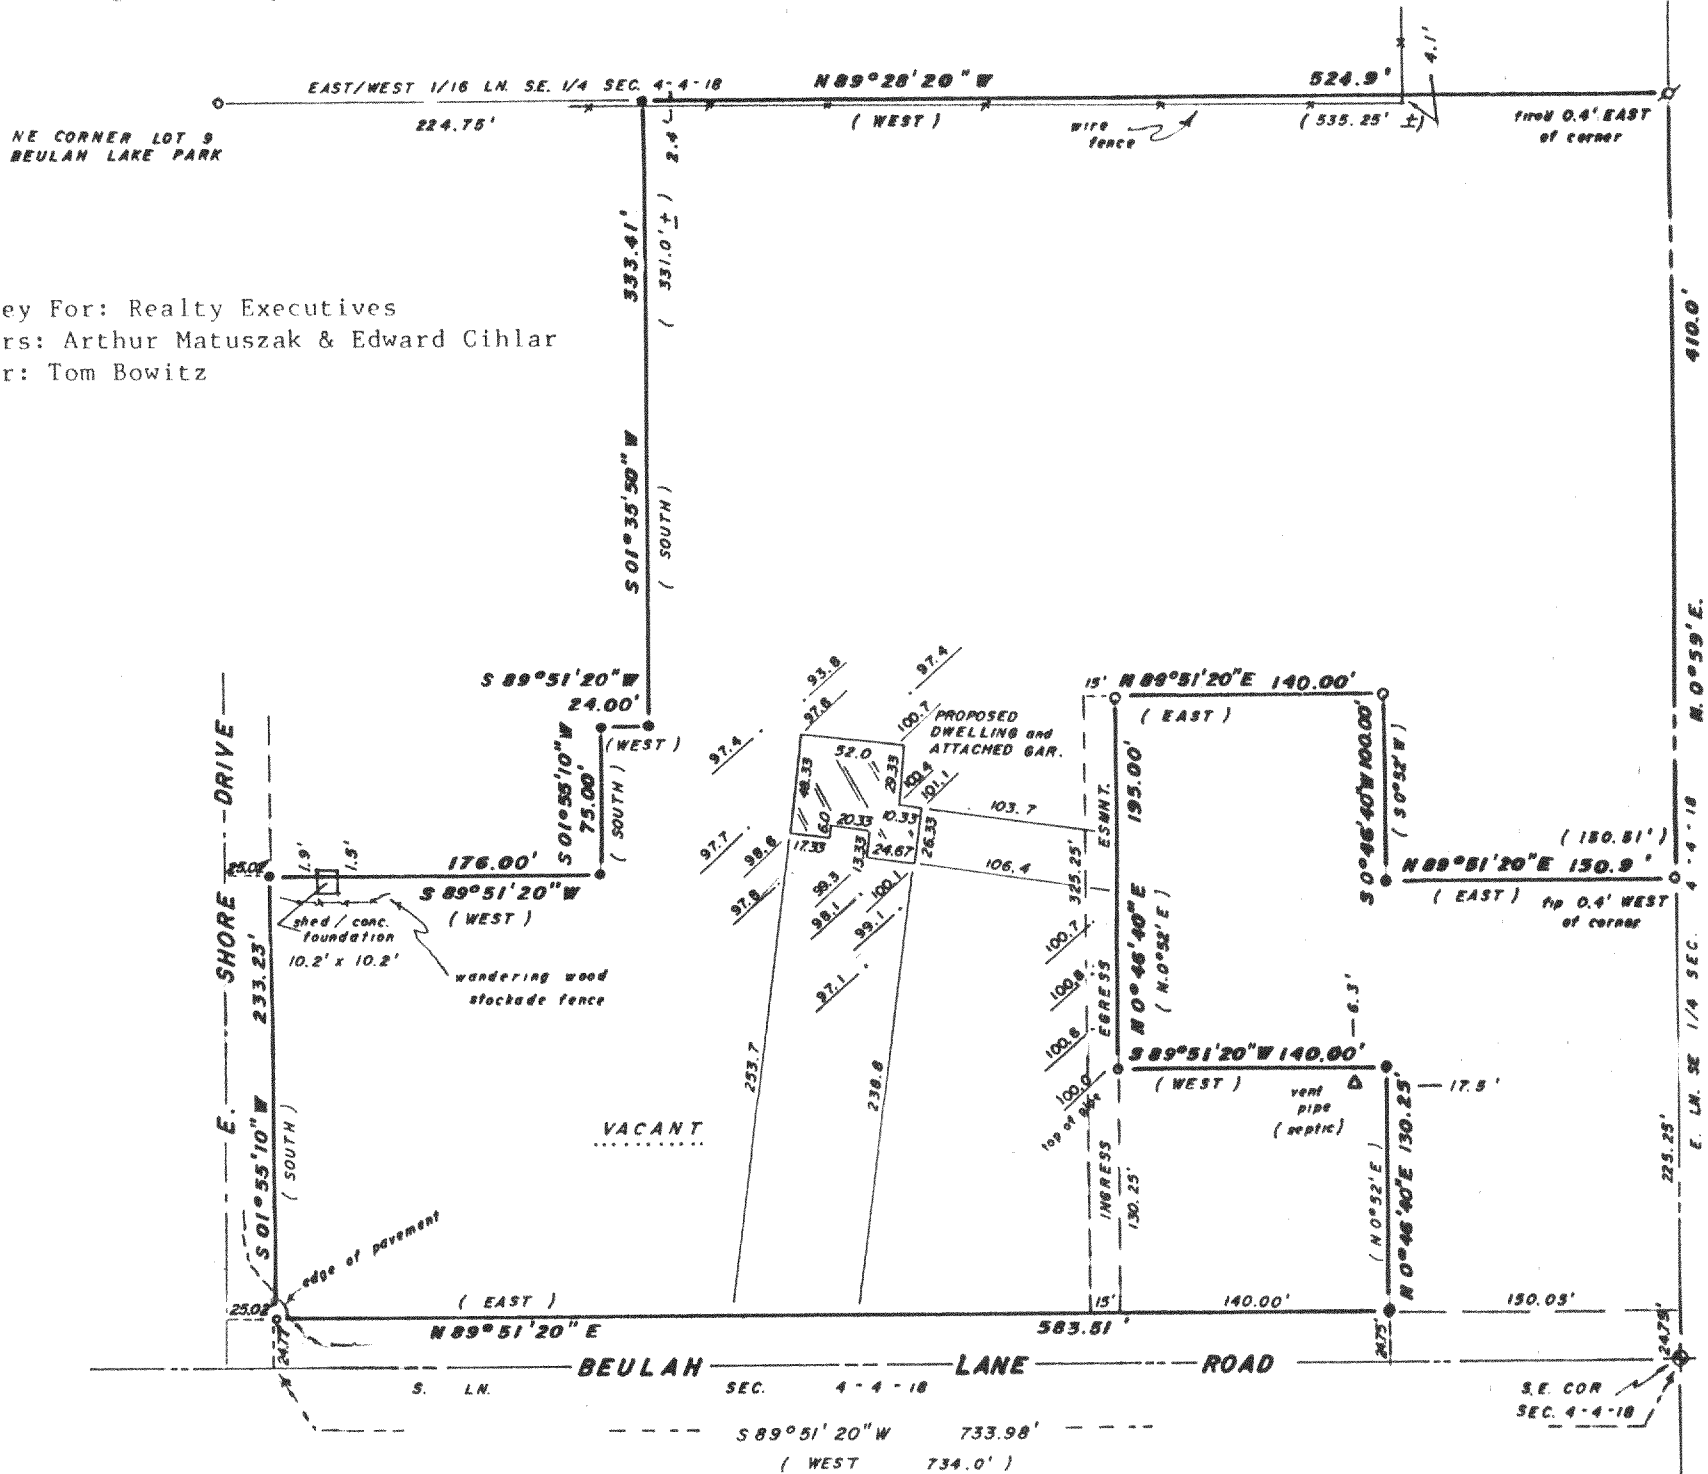 EAST/WEST 1/16 LN. S.E. 1/4 SEC. 4-4-18
N 89°28'20" W
524.9'
4.1'
224.75'
( WEST )
wire
fence
( 535.25' ±)
0.4' EAST
of corner
NE CORNER LOT 9
BEULAH LAKE PARK
2.4
333.41'
( 331.0' ± )
410.0'
ey For: Realty Executives
rs: Arthur Matuszak & Edward Cihlar
r: Tom Bowitz
S 01°35'50" W
( SOUTH )
N. 0°59' E.
E. LN. SE 1/4 SEC. 4-4-18
S 89°51'20" W
24.00'
(WEST )
S 01°55'10" W
75.00'
( SOUTH )
93.8
97.6
97.4
100.7
97.4
PROPOSED
DWELLING and
ATTACHED GAR.
52.0
48.33
29.33
100.4
101.1
6.0
20.33
10.33
17.33
13.33
24.67
26.33
103.7
106.4
97.7
98.6
97.8
99.3
98.1
100.1
99.1
97.1
15'
N 89°51'20" E 140.00'
( EAST )
195.00'
S 0°46'40" W 100.00'
( S 0°52' W )
( 150.51' )
N 89°51'20" E 150.9'
( EAST )
fip 0.4' WEST
of corner
E. SHORE DRIVE
25.02'
1.9'
1.5'
176.00'
S 89°51'20" W
( WEST )
shed / conc.
foundation
10.2' x 10.2'
wandering wood
stockade fence
233.23'
S 01°55'10" W
( SOUTH )
INGRESS EGRESS ESMNT.
325.25'
N 0°46'40" E
( N.0°52' E )
100.7
100.8
100.8
100.0
top of
S 89°51'20" W 140.00'
( WEST )
6.3'
vent
pipe
( septic )
17.5'
253.7
238.8
VACANT
130.25'
( N 0°52' E )
N 0°46'40" E 130.25'
225.25'
edge of pavement
25.02'
( EAST )
N 89°51'20" E
583.51'
15'
140.00'
150.03'
24.77'
24.75'
24.75'
BEULAH LANE ROAD
S. LN. SEC. 4-4-18
S.E. COR
SEC. 4-4-18
S 89°51'20" W 733.98'
( WEST 734.0' )